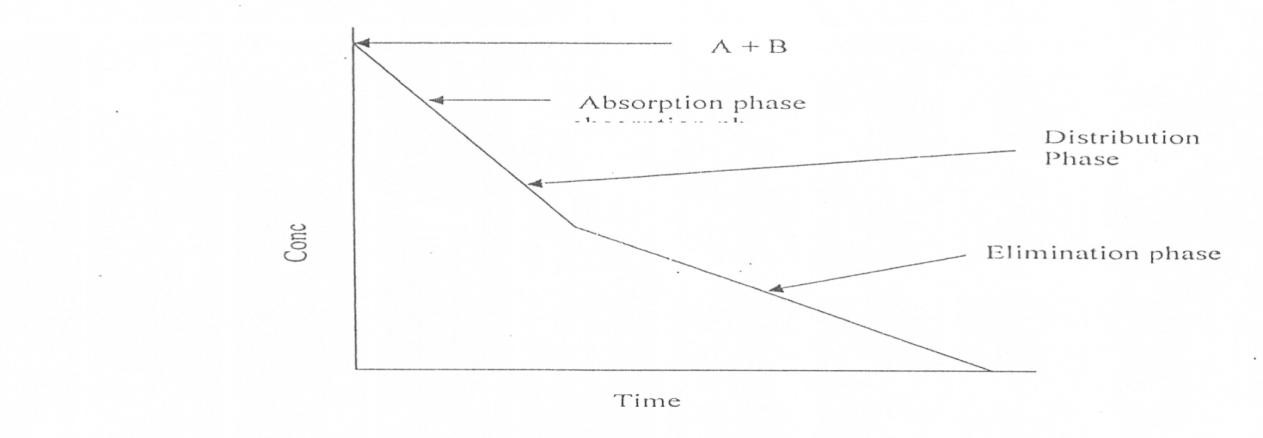 A + B
Absorption phase
Distribution
Phase
Elimination phase
Conc
Time